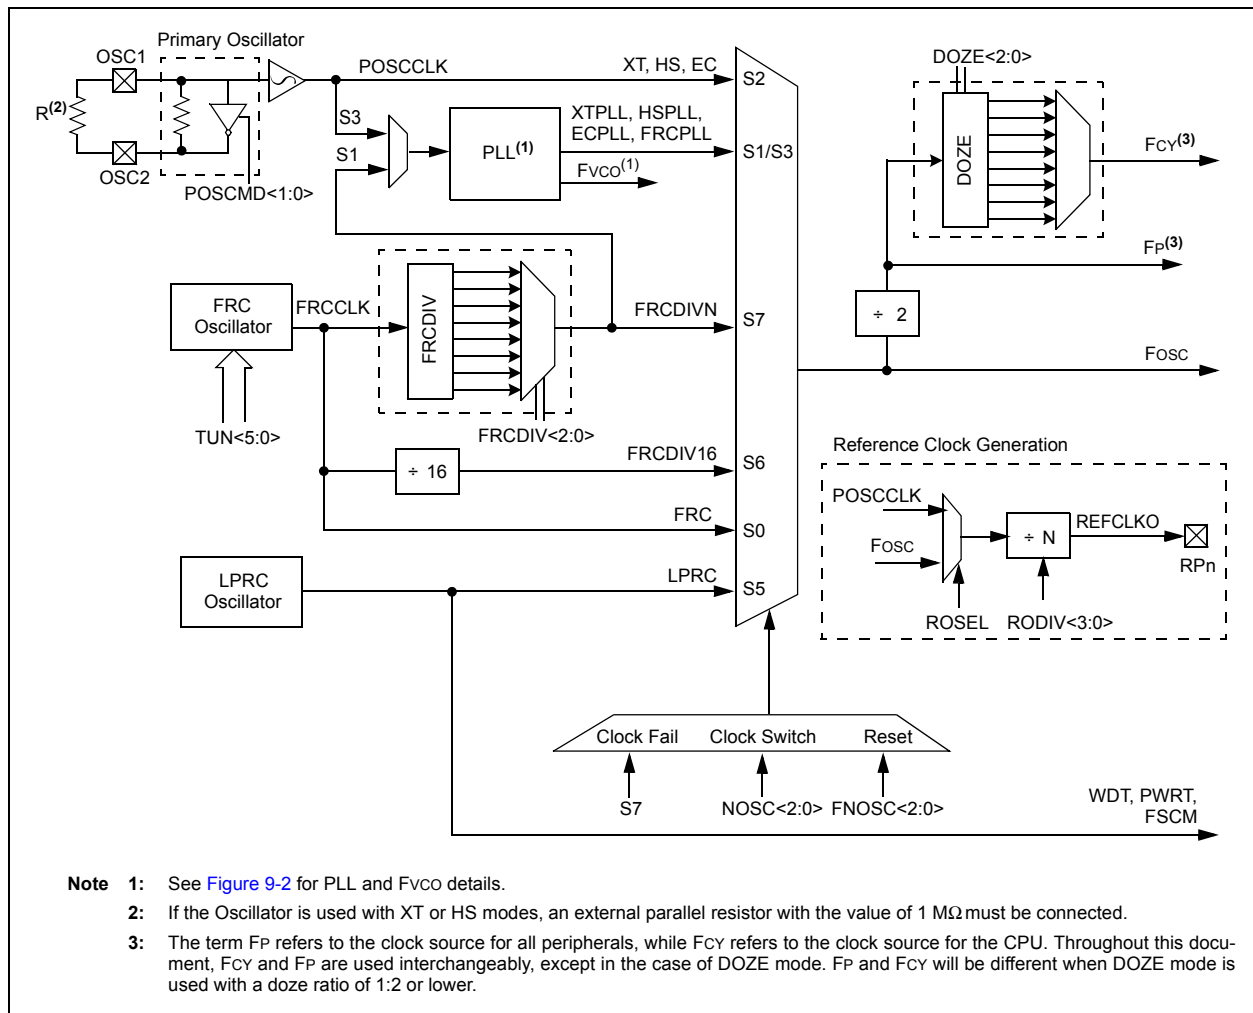 Primary Oscillator
OSC1
POSCCLK
XT, HS, EC
S2
DOZE<2:0>
R(2)
S3
XTPLL, HSPLL,
ECPLL, FRCPLL
PLL(1)
S1/S3
S1
FVCO(1)
DOZE
FCY(3)
OSC2
POSCMD<1:0>
FP(3)
FRC
Oscillator
FRCCLK
FRCDIV
FRCDIVN
S7
÷ 2
FOSC
TUN<5:0>
FRCDIV<2:0>
÷ 16
FRCDIV16
S6
Reference Clock Generation
POSCCLK
FRC
S0
FOSC
÷ N
REFCLKO
RPn
LPRC
Oscillator
LPRC
S5
ROSEL
RODIV<3:0>
Clock Fail
Clock Switch
Reset
S7
NOSC<2:0>
FNOSC<2:0>
WDT, PWRT,
FSCM
Note 1: See Figure 9-2 for PLL and FVCO details.
2: If the Oscillator is used with XT or HS modes, an external parallel resistor with the value of 1 MΩ must be connected.
3: The term FP refers to the clock source for all peripherals, while FCY refers to the clock source for the CPU. Throughout this docu-
ment, FCY and FP are used interchangeably, except in the case of DOZE mode. FP and FCY will be different when DOZE mode is
used with a doze ratio of 1:2 or lower.